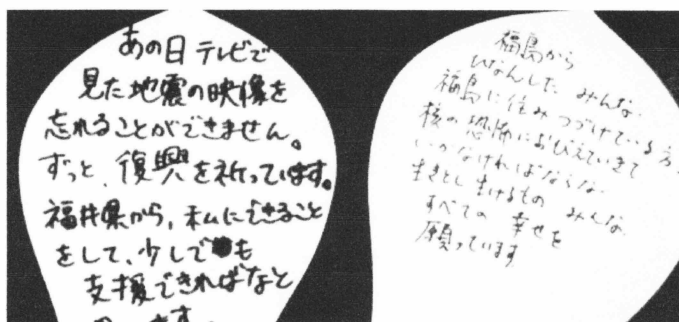 あの日 テレビで
見た地震の映像を
忘れることができません。
ずっと、復興を祈っています。
福井県から、私にできること
をして、少しでも
支援できればなと
福島から
ひなんした みんな、
福島に住みつづけている方、
核の恐怖におびえていきて
いかなければならな
生きとし生けるもの みんな、
すべての 幸せを
願っています